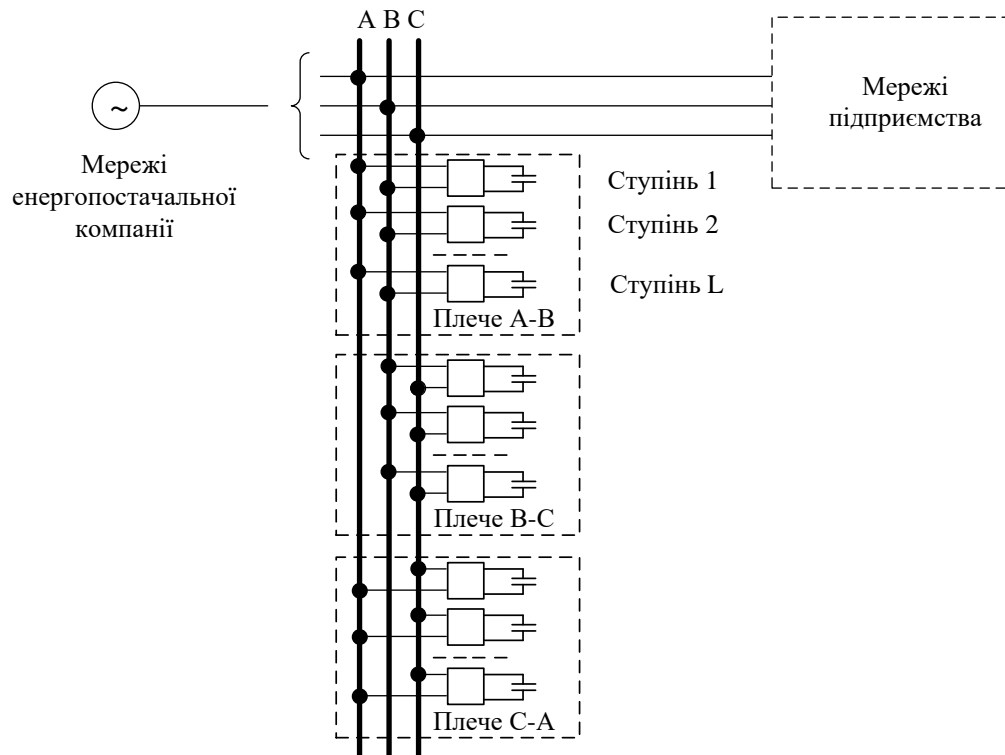 А В С
~
Мережі
енергопостачальної
компанії
Мережі
підприємства
Ступінь 1
Ступінь 2
Ступінь L
Плече А-В
Плече В-С
Плече С-А